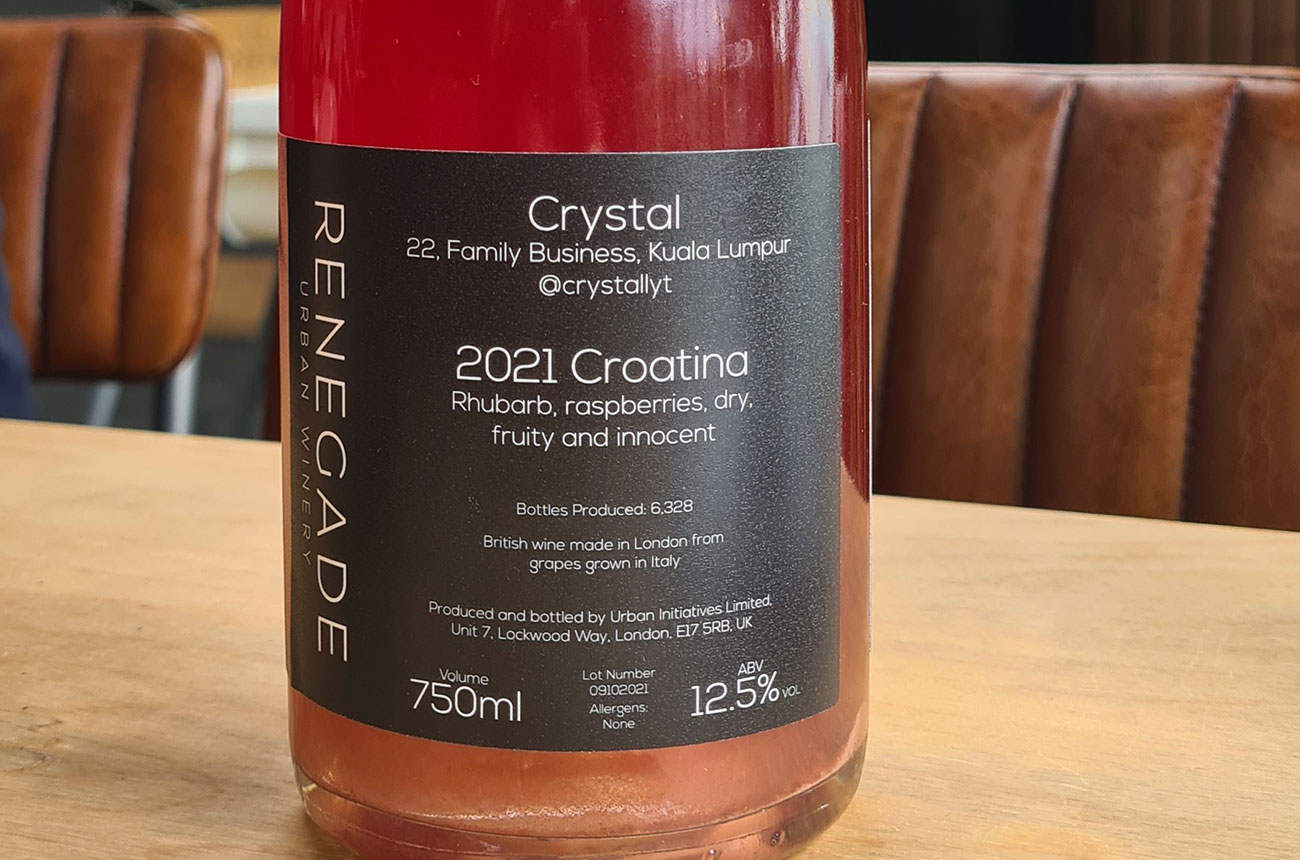 RENEGADE
URBAN WINERY
Crystal
22, Family Business, Kuala Lumpur
@crystallyt
2021 Croatina
Rhubarb, raspberries, dry,
fruity and innocent
Bottles Produced: 6,328
British wine made in London from
grapes grown in Italy
Produced and bottled by Urban Initiatives Limited,
Unit 7, Lockwood Way, London, E17 5RB, UK
Volume
750ml
Lot Number
09102021
Allergens:
None
ABV
12.5% VOL